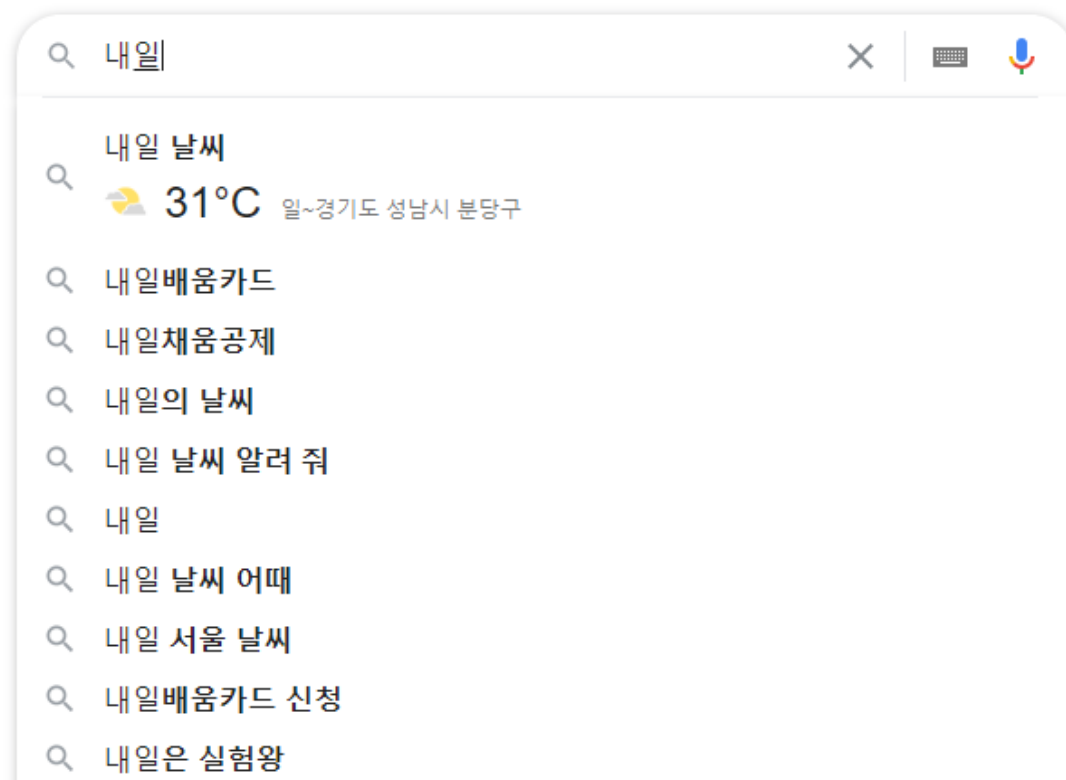 내일
내일 날씨
31°C 일~경기도 성남시 분당구
내일배움카드
내일채움공제
내일의 날씨
내일 날씨 알려 줘
내일
내일 날씨 어때
내일 서울 날씨
내일배움카드 신청
내일은 실험왕